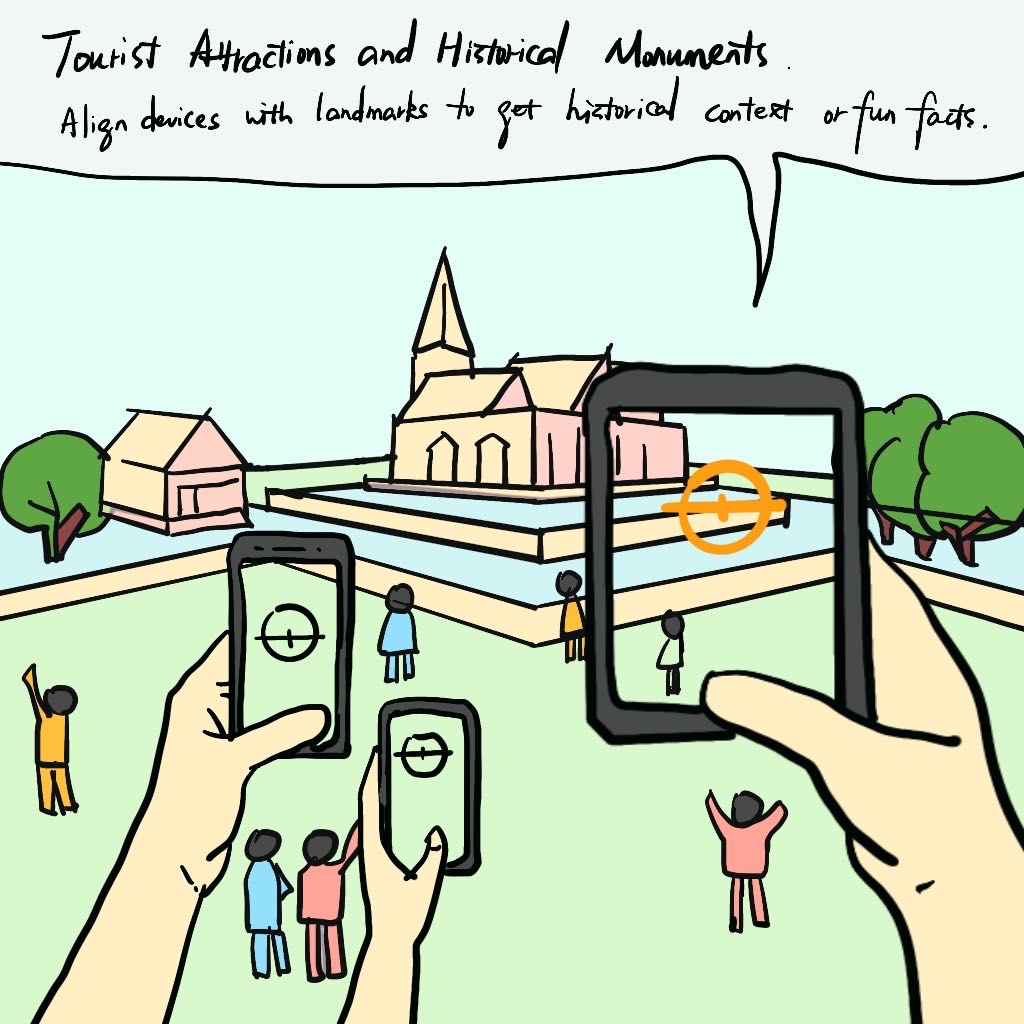 Tourist Attractions and Historical Monuments.
Align devices with landmarks to get historical context or fun facts.